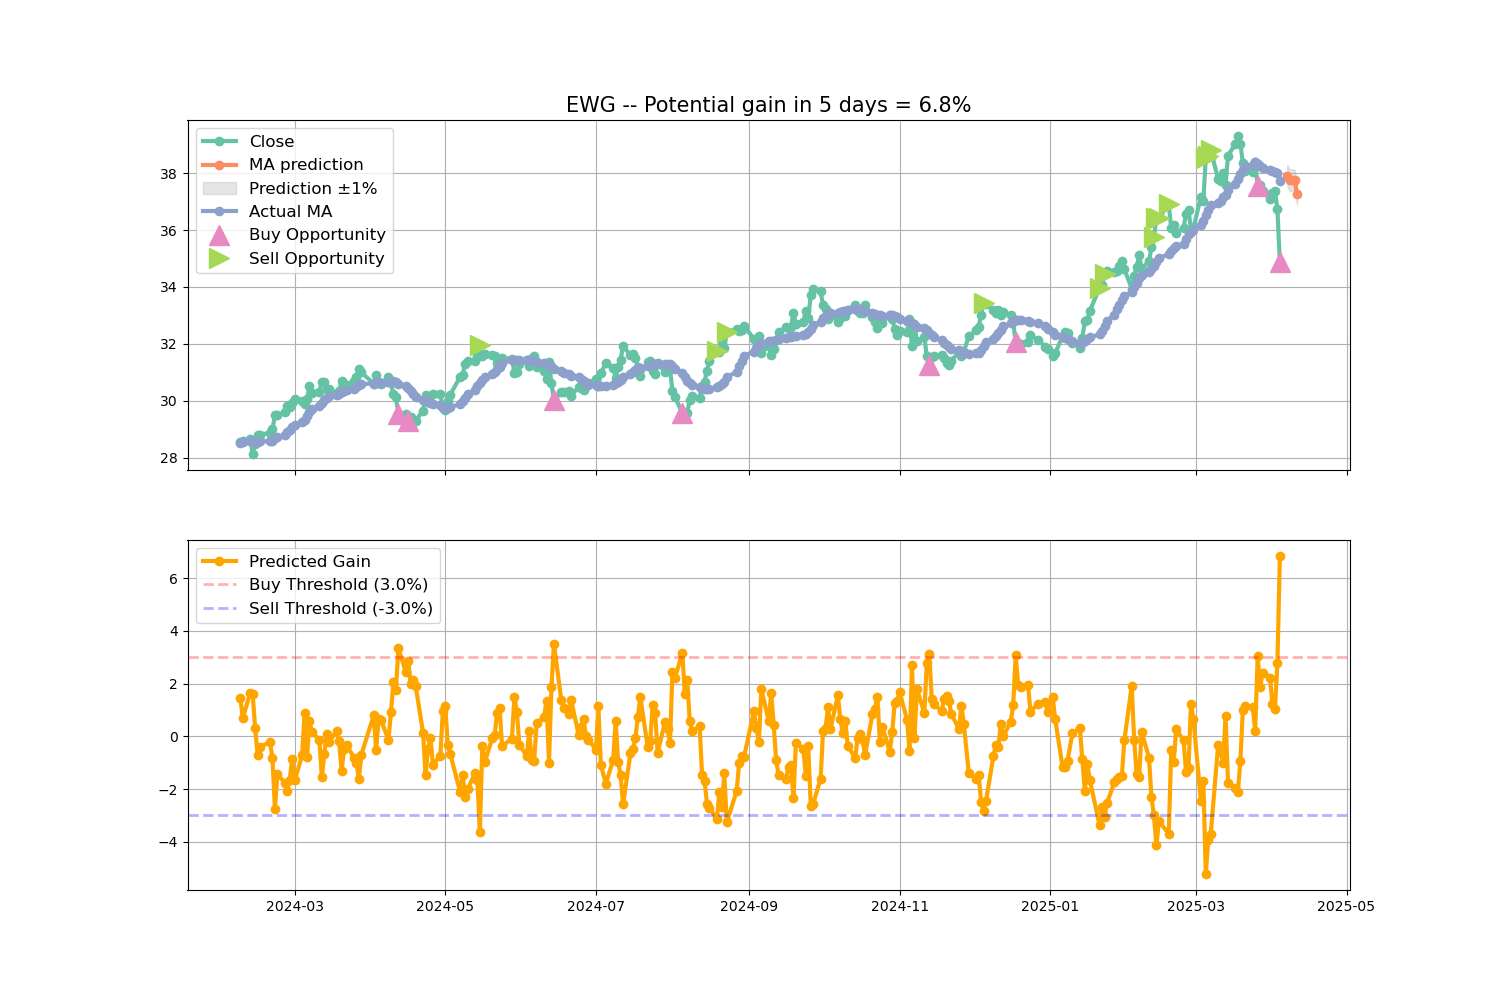 EWG -- Potential gain in 5 days = 6.8%
Close
MA prediction
Prediction ±1%
Actual MA
Buy Opportunity
Sell Opportunity
38
36
34
32
30
28
Predicted Gain
Buy Threshold (3.0%)
Sell Threshold (-3.0%)
6
4
2
0
−2
−4
2024-03
2024-05
2024-07
2024-09
2024-11
2025-01
2025-03
2025-05